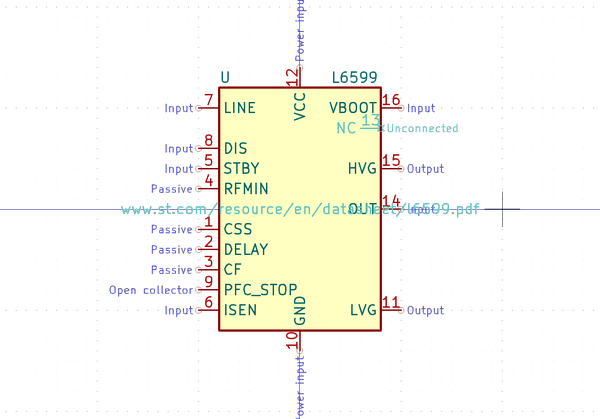 Power input
U L6599
12
VCC
Input 7 LINE VBOOT 16 Input
NC 13 Unconnected
Input 8 DIS
Input 5 STBY HVG 15 Output
Passive 4 RFMIN
www.st.com/resource/en/datasheet/l6599.pdf
OUT 14
Passive 1 CSS
Passive 2 DELAY
Passive 3 CF
Open collector 9 PFC_STOP
Input 6 ISEN LVG 11 Output
GND
10
Power input